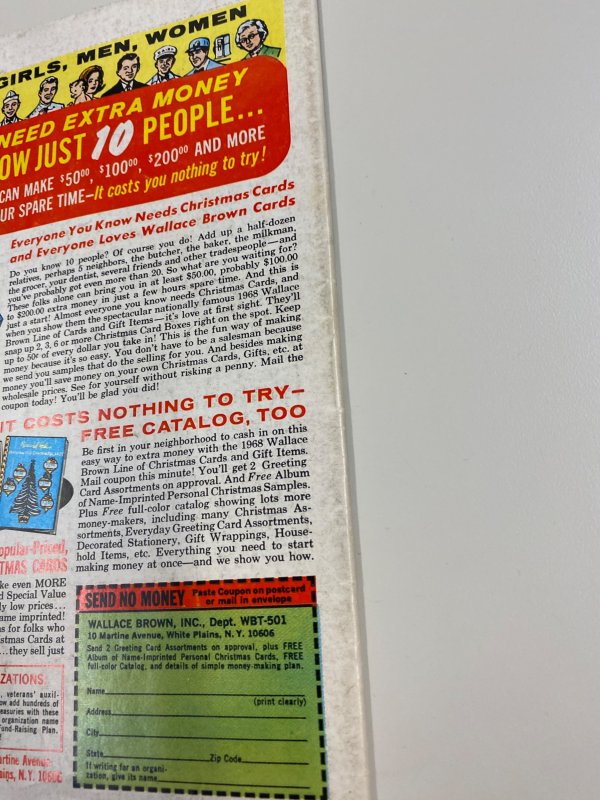 GIRLS, MEN, WOMEN
NEED EXTRA MONEY
OW JUST 10 PEOPLE...
CAN MAKE $50⁰⁰, $100⁰⁰, $200⁰⁰ AND MORE
UR SPARE TIME—It costs you nothing to try!
Everyone You Know Needs Christmas Cards
and Everyone Loves Wallace Brown Cards
Do you know 10 people? Of course you do! Add up a half-dozen
relatives, perhaps 5 neighbors, the butcher, the baker, the milkman,
the grocer, your dentist, several friends and other tradespeople—and
you've probably got even more than 20. So what are you waiting for?
These folks alone can bring you in at least $50.00, probably $100.00
to $200.00 extra money in just a few hours spare time. And this is
just a start! Almost everyone you know needs Christmas Cards, and
when you show them the spectacular nationally famous 1968 Wallace
Brown Line of Cards and Gift Items—it's love at first sight. They'll
snap up 2, 3, 6 or more Christmas Card Boxes right on the spot. Keep
up to 50¢ of every dollar you take in! This is the fun way of making
money because it's so easy. You don't have to be a salesman because
we send you samples that do the selling for you. And besides making
money you'll save money on your own Christmas Cards, Gifts, etc. at
wholesale prices. See for yourself without risking a penny. Mail the
coupon today! You'll be glad you did!
IT COSTS NOTHING TO TRY—
FREE CATALOG, TOO
Be first in your neighborhood to cash in on this
easy way to extra money with the 1968 Wallace
Brown Line of Christmas Cards and Gift Items.
Mail coupon this minute! You'll get 2 Greeting
Card Assortments on approval. And Free Album
of Name-Imprinted Personal Christmas Samples.
Plus Free full-color catalog showing lots more
money-makers, including many Christmas As-
sortments, Everyday Greeting Card Assortments,
Decorated Stationery, Gift Wrappings, House-
hold Items, etc. Everything you need to start
making money at once—and we show you how.
opular-Priced,
TMAS CARDS
ke even MORE
d Special Value
ly low prices...
ame imprinted!
s for folks who
stmas Cards at
...they sell just
ZATIONS
, veterans' auxil-
ow add hundreds of
easuries with these
organization name
Fund-Raising Plan.
artine Avenue
ains, N.Y. 10606
SEND NO MONEY Paste Coupon on postcard
or mail in envelope
WALLACE BROWN, INC., Dept. WBT-501
10 Martine Avenue, White Plains, N.Y. 10606
Send 2 Greeting Card Assortments on approval, plus FREE
Album of Name-Imprinted Personal Christmas Cards, FREE
full-color Catalog, and details of simple money-making plan.
Name
(print clearly)
Address
City
State Zip Code
If writing for an organi-
zation, give its name